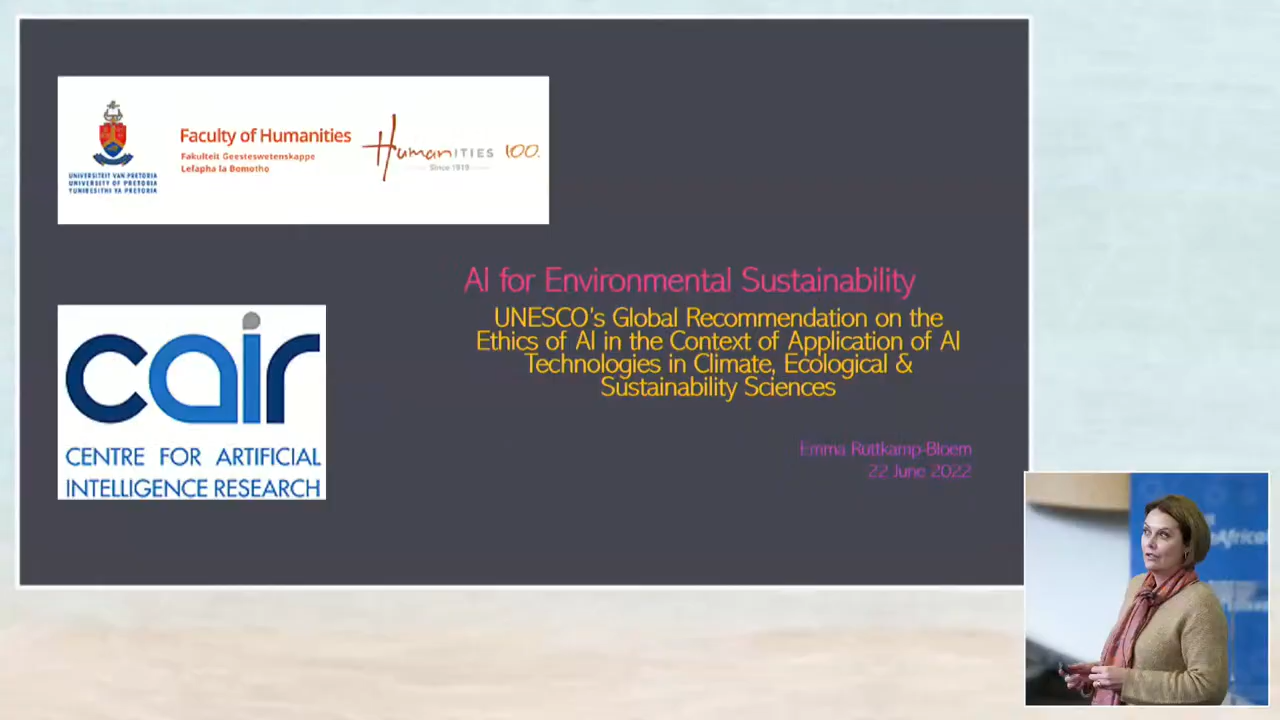 UNIVERSITEIT VAN PRETORIA
UNIVERSITY OF PRETORIA
YUNIBESITHI YA PRETORIA
Faculty of Humanities
Fakulteit Geesteswetenskappe
Lefapha la Bomotho
Humanities 100.
Since 1919
AI for Environmental Sustainability
UNESCO's Global Recommendation on the
Ethics of AI in the Context of Application of AI
Technologies in Climate, Ecological &
Sustainability Sciences
cair
CENTRE FOR ARTIFICIAL
INTELLIGENCE RESEARCH
Emma Ruttkamp-Bloem
22 June 2022